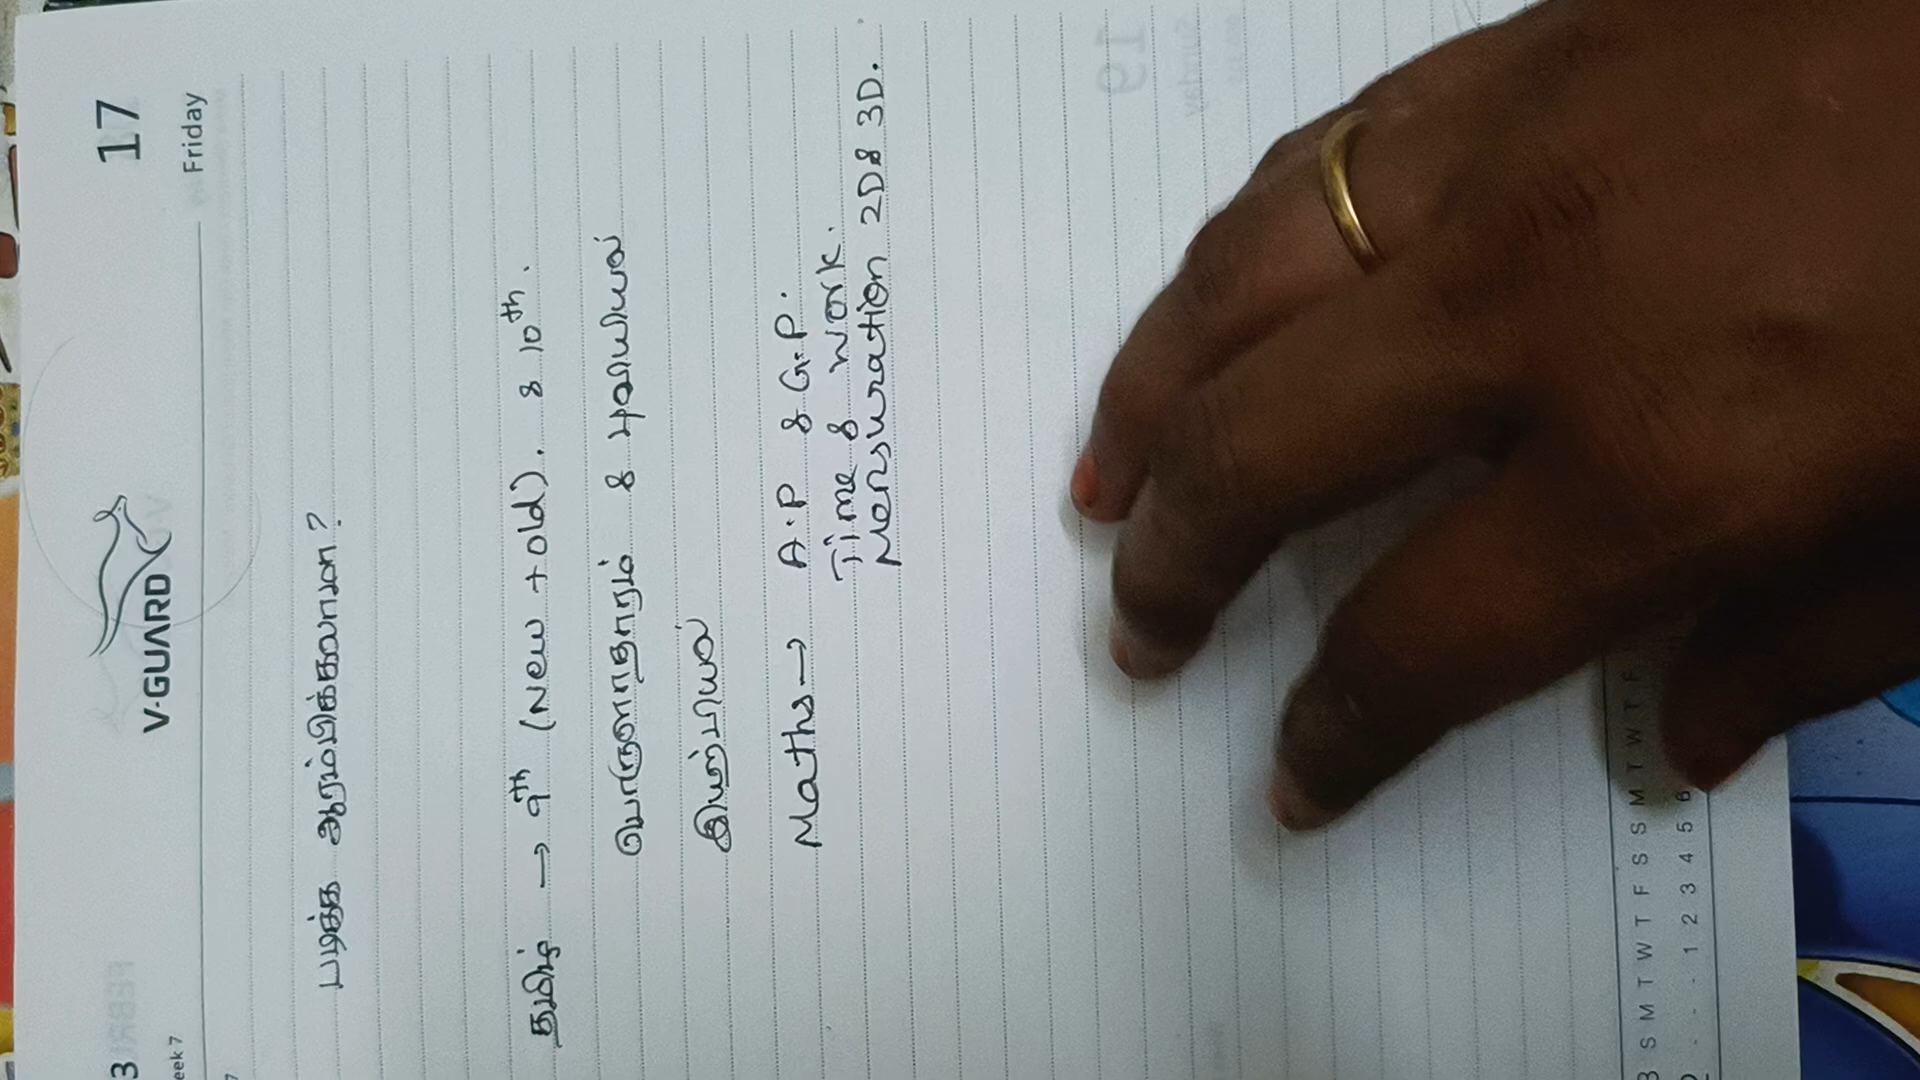 17
Friday
V-GUARD
படிக்க ஆரம்பிக்கலாமா?
தமிழ் → 9th (New + old). & 10th.
பொருளாதாரம் & புவியியல்
இயற்பியல்
Maths → A.P & G.P.
Time & work.
Mensuration 2D & 3D.
S M T W T F S S M T W T F
- - - 1 2 3 4 5 6